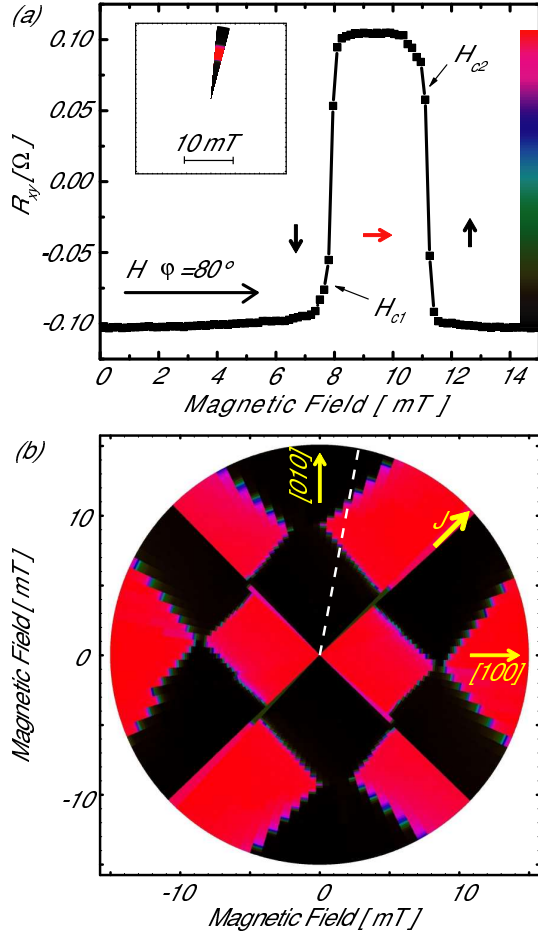 (a)
0.10
0.05
0.00
-0.05
-0.10
R_xy [Ω]
10 mT
H_c2
H φ =80°
H_c1
0 2 4 6 8 10 12 14
Magnetic Field [ mT]
(b)
10
0
-10
Magnetic Field [ mT]
[010]
J
[100]
-10 0 10
Magnetic Field [ mT]